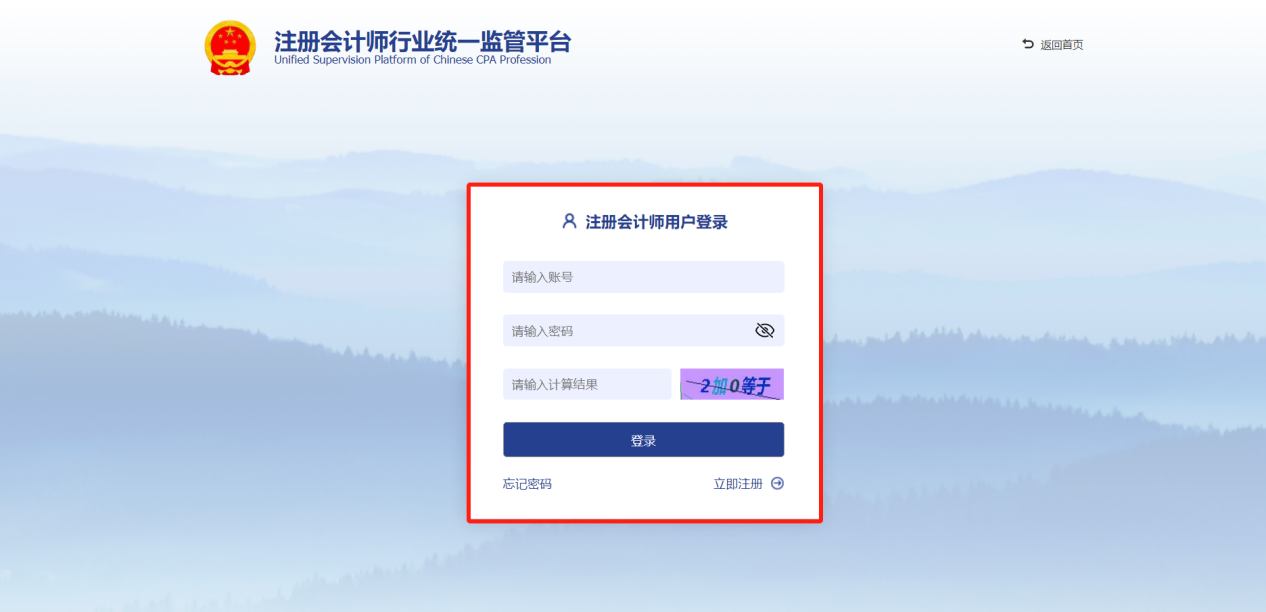 注册会计师行业统一监管平台
Unified Supervision Platform of Chinese CPA Profession
返回首页
注册会计师用户登录
请输入账号
请输入密码
请输入计算结果
2加0等于
登录
忘记密码
立即注册